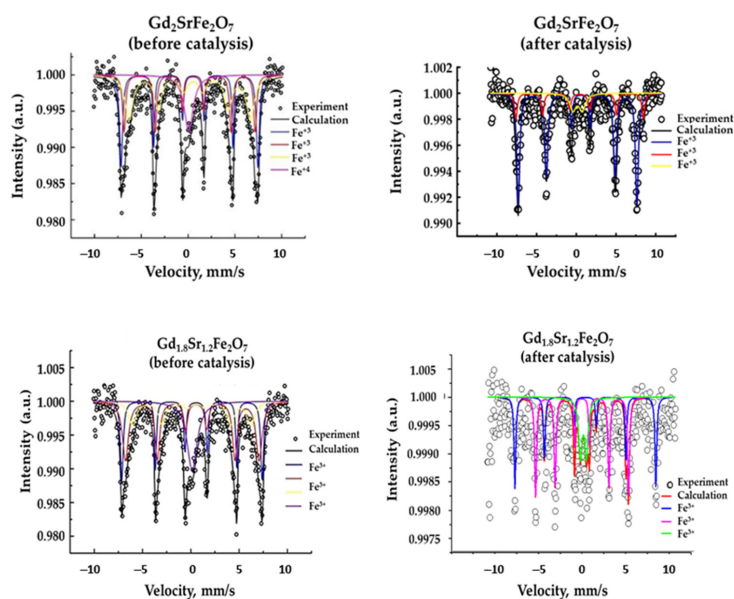 Gd2SrFe2O7
(before catalysis)
Intensity (a.u.)
1.000
0.995
0.990
0.985
0.980
−10 −5 0 5 10
Velocity, mm/s
Experiment
Calculation
Fe+3
Fe+3
Fe+3
Fe+4
Gd2SrFe2O7
(after catalysis)
Intensity (a.u.)
1.002
1.000
0.998
0.996
0.994
0.992
0.990
−10 −5 0 5 10
Velocity, mm/s
Experiment
Calculation
Fe+3
Fe+3
Fe+3
Gd1.8Sr1.2Fe2O7
(before catalysis)
Intensity (a.u.)
1.005
1.000
0.995
0.990
0.985
0.980
−10 −5 0 5 10
Velocity, mm/s
Experiment
Calculation
Fe3+
Fe3+
Fe3+
Fe3+
Gd1.8Sr1.2Fe2O7
(after catalysis)
Intensity (a.u.)
1.005
1.000
0.9995
0.9990
0.9985
0.9980
0.9975
−10 −5 0 5 10
Velocity, mm/s
Experiment
Calculation
Fe3+
Fe3+
Fe3+